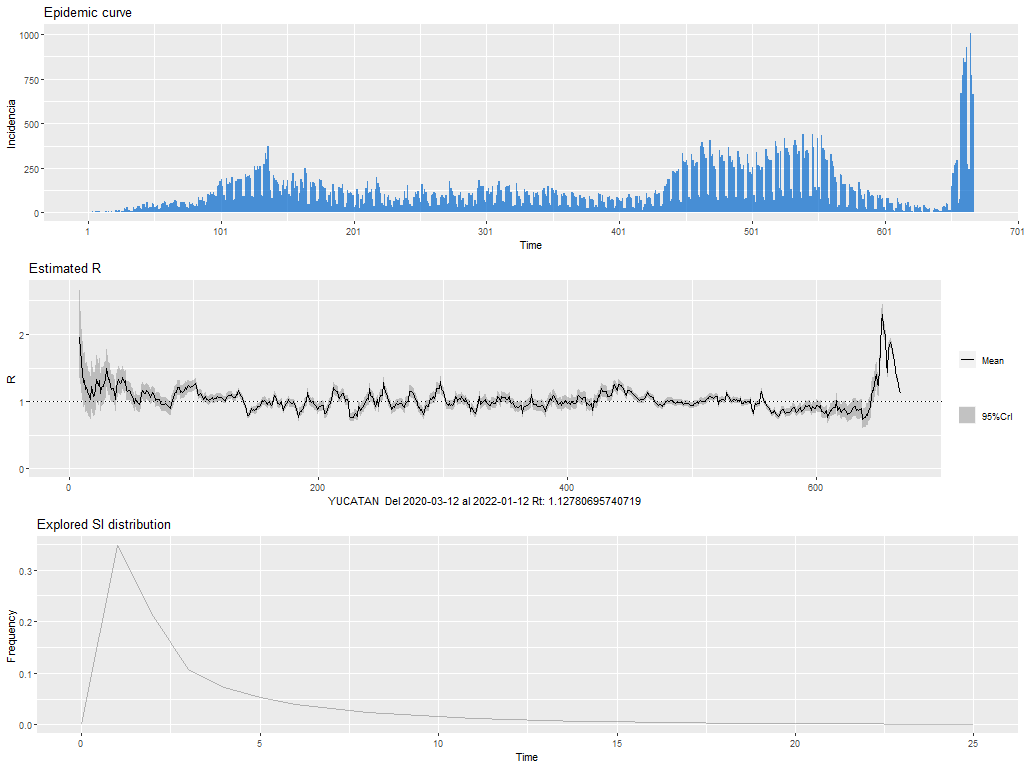 Epidemic curve
1000
750
500
250
0
Incidencia
1 101 201 301 401 501 601 701
Time
Estimated R
2
1
0
R
0 200 400 600
YUCATAN Del 2020-03-12 al 2022-01-12 Rt: 1.12780695740719
Mean
95%CrI
Explored SI distribution
0.3
0.2
0.1
0.0
Frequency
0 5 10 15 20 25
Time